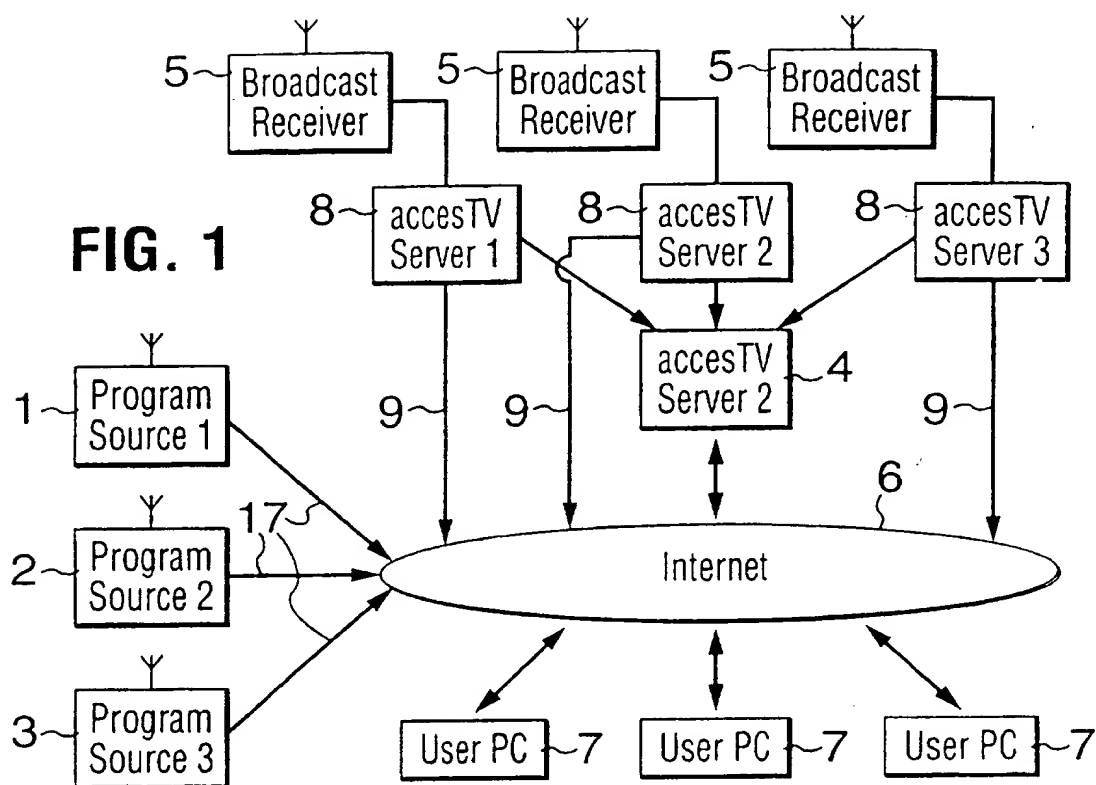 5 Broadcast Receiver
5 Broadcast Receiver
5 Broadcast Receiver
FIG. 1
8 accesTV Server 1
8 accesTV Server 2
8 accesTV Server 3
accesTV Server 2 4
1 Program Source 1
9
9
9
17
6
2 Program Source 2
Internet
3 Program Source 3
User PC 7
User PC 7
User PC 7